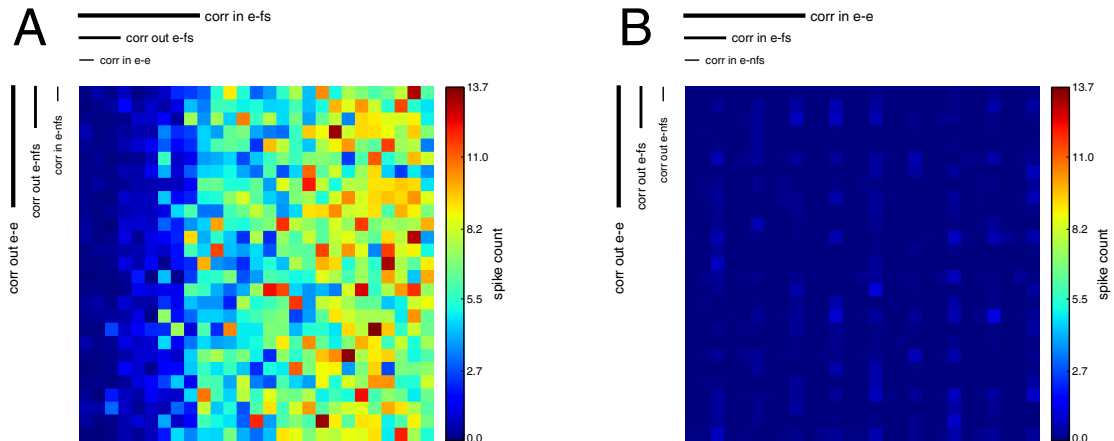 A
corr in e-fs
corr out e-fs
corr in e-e
corr out e-e
corr out e-nfs
corr in e-nfs
13.7
11.0
8.2
5.5
2.7
0.0
spike count
B
corr in e-e
corr in e-fs
corr in e-nfs
corr out e-e
corr out e-fs
corr out e-nfs
13.7
11.0
8.2
5.5
2.7
0.0
spike count